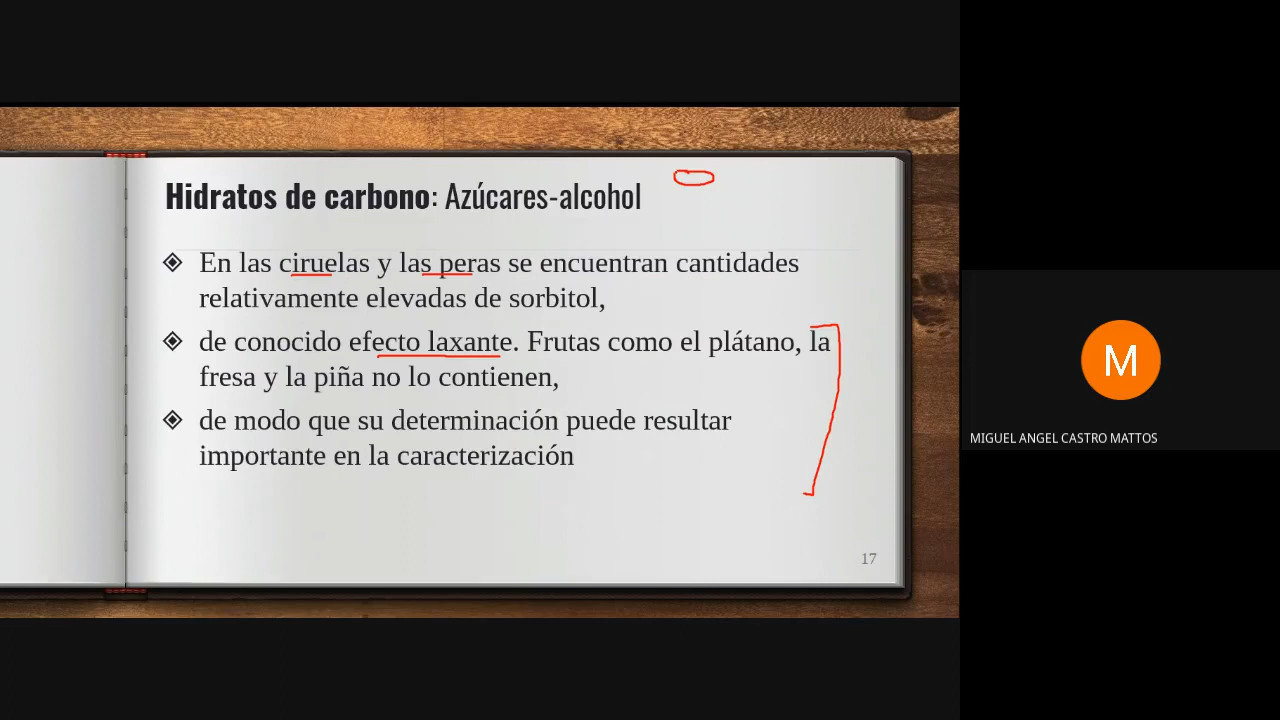 Hidratos de carbono: Azúcares-alcohol
En las ciruelas y las peras se encuentran cantidades
relativamente elevadas de sorbitol,
de conocido efecto laxante. Frutas como el plátano, la
fresa y la piña no lo contienen,
de modo que su determinación puede resultar
importante en la caracterización
17
M
MIGUEL ANGEL CASTRO MATTOS